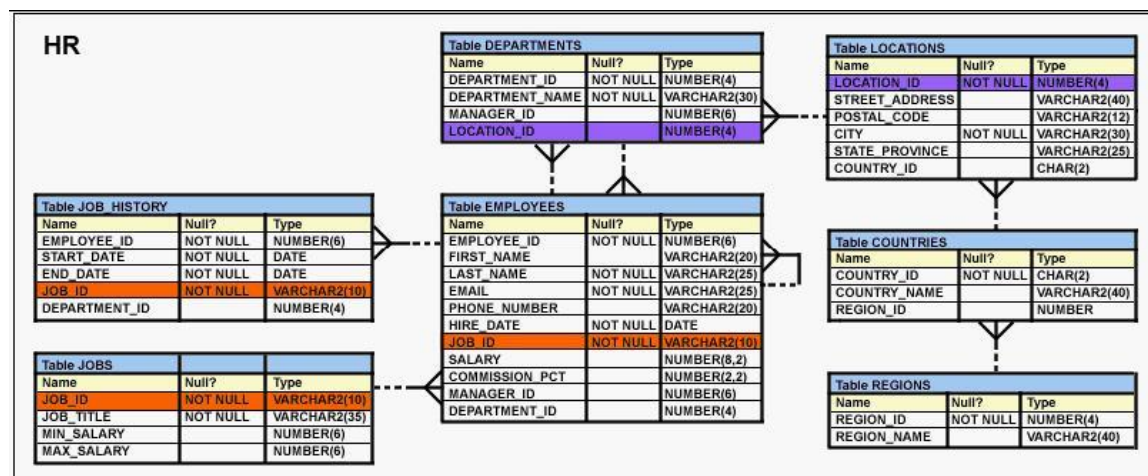 HR
Table DEPARTMENTS
Name Null? Type
DEPARTMENT_ID NOT NULL NUMBER(4)
DEPARTMENT_NAME NOT NULL VARCHAR2(30)
MANAGER_ID NUMBER(6)
LOCATION_ID NUMBER(4)
Table LOCATIONS
Name Null? Type
LOCATION_ID NOT NULL NUMBER(4)
STREET_ADDRESS VARCHAR2(40)
POSTAL_CODE VARCHAR2(12)
CITY NOT NULL VARCHAR2(30)
STATE_PROVINCE VARCHAR2(25)
COUNTRY_ID CHAR(2)
Table JOB_HISTORY
Name Null? Type
EMPLOYEE_ID NOT NULL NUMBER(6)
START_DATE NOT NULL DATE
END_DATE NOT NULL DATE
JOB_ID NOT NULL VARCHAR2(10)
DEPARTMENT_ID NUMBER(4)
Table EMPLOYEES
Name Null? Type
EMPLOYEE_ID NOT NULL NUMBER(6)
FIRST_NAME VARCHAR2(20)
LAST_NAME NOT NULL VARCHAR2(25)
EMAIL NOT NULL VARCHAR2(25)
PHONE_NUMBER VARCHAR2(20)
HIRE_DATE NOT NULL DATE
JOB_ID NOT NULL VARCHAR2(10)
SALARY NUMBER(8,2)
COMMISSION_PCT NUMBER(2,2)
MANAGER_ID NUMBER(6)
DEPARTMENT_ID NUMBER(4)
Table COUNTRIES
Name Null? Type
COUNTRY_ID NOT NULL CHAR(2)
COUNTRY_NAME VARCHAR2(40)
REGION_ID NUMBER
Table JOBS
Name Null? Type
JOB_ID NOT NULL VARCHAR2(10)
JOB_TITLE NOT NULL VARCHAR2(35)
MIN_SALARY NUMBER(6)
MAX_SALARY NUMBER(6)
Table REGIONS
Name Null? Type
REGION_ID NOT NULL NUMBER(4)
REGION_NAME VARCHAR2(40)